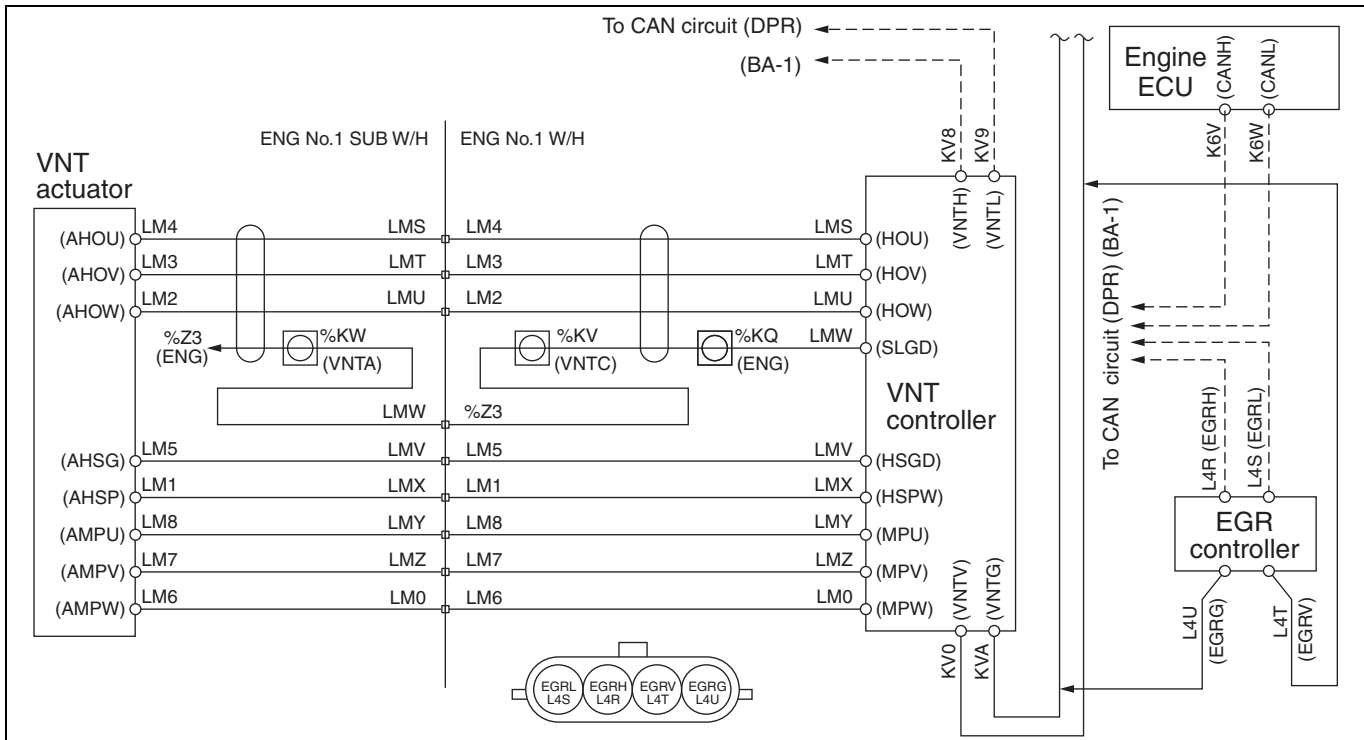 To CAN circuit (DPR)
(BA-1)
Engine
ECU
(CANH)
(CANL)
K6V
K6W
ENG No.1 SUB W/H
ENG No.1 W/H
KV8
KV9
VNT
actuator
(VNTH)
(VNTL)
(AHOU)
LM4
LMS
LM4
LMS
(HOU)
(AHOV)
LM3
LMT
LM3
LMT
(HOV)
(AHOW)
LM2
LMU
LM2
LMU
(HOW)
%Z3
(ENG)
%KW
(VNTA)
%KV
(VNTC)
%KQ
(ENG)
LMW
(SLGD)
LMW
%Z3
VNT
controller
To CAN circuit (DPR) (BA-1)
(AHSG)
LM5
LMV
LM5
LMV
(HSGD)
(AHSP)
LM1
LMX
LM1
LMX
(HSPW)
(AMPU)
LM8
LMY
LM8
LMY
(MPU)
(AMPV)
LM7
LMZ
LM7
LMZ
(MPV)
(AMPW)
LM6
LM0
LM6
LM0
(MPW)
(VNTV)
(VNTG)
KV0
KVA
L4R (EGRH)
L4S (EGRL)
EGR
controller
L4U
(EGRG)
L4T
(EGRV)
EGRL
L4S
EGRH
L4R
EGRV
L4T
EGRG
L4U